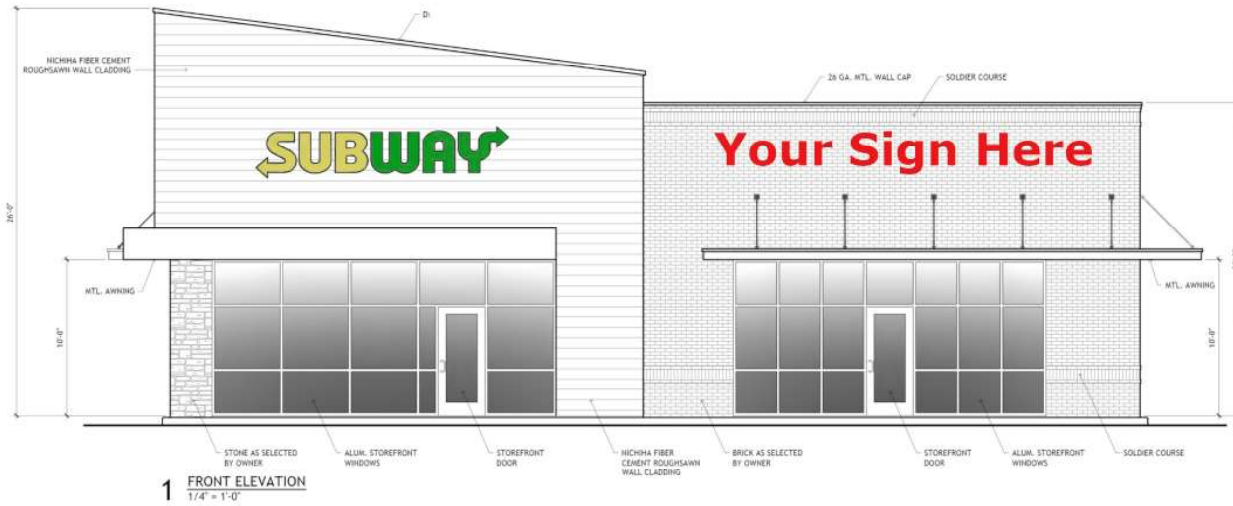 D
NICHIHA FIBER CEMENT
ROUGHSAWN WALL CLADDING
26 GA. MTL. WALL CAP
SOLDIER COURSE
SUBWAY
Your Sign Here
26'-0"
MTL. AWNING
MTL. AWNING
10'-0"
10'-0"
STONE AS SELECTED
BY OWNER
ALUM. STOREFRONT
WINDOWS
STOREFRONT
DOOR
NICHIHA FIBER
CEMENT ROUGHSAWN
WALL CLADDING
BRICK AS SELECTED
BY OWNER
STOREFRONT
DOOR
ALUM. STOREFRONT
WINDOWS
SOLDIER COURSE
1 FRONT ELEVATION
1/4" = 1'-0"